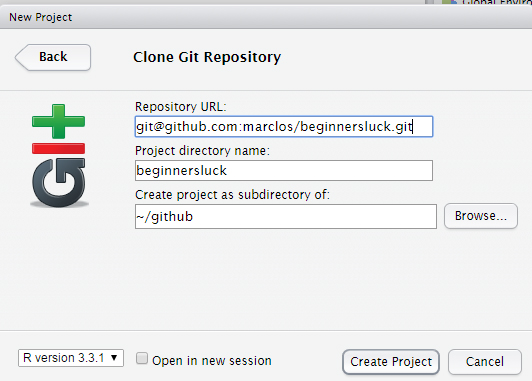 Global Enviro
New Project
Back
Clone Git Repository
Repository URL:
git@github.com:marclos/beginnersluck.git
Project directory name:
beginnersluck
Create project as subdirectory of:
~/github
Browse...
git
R version 3.3.1
Open in new session
Create Project
Cancel